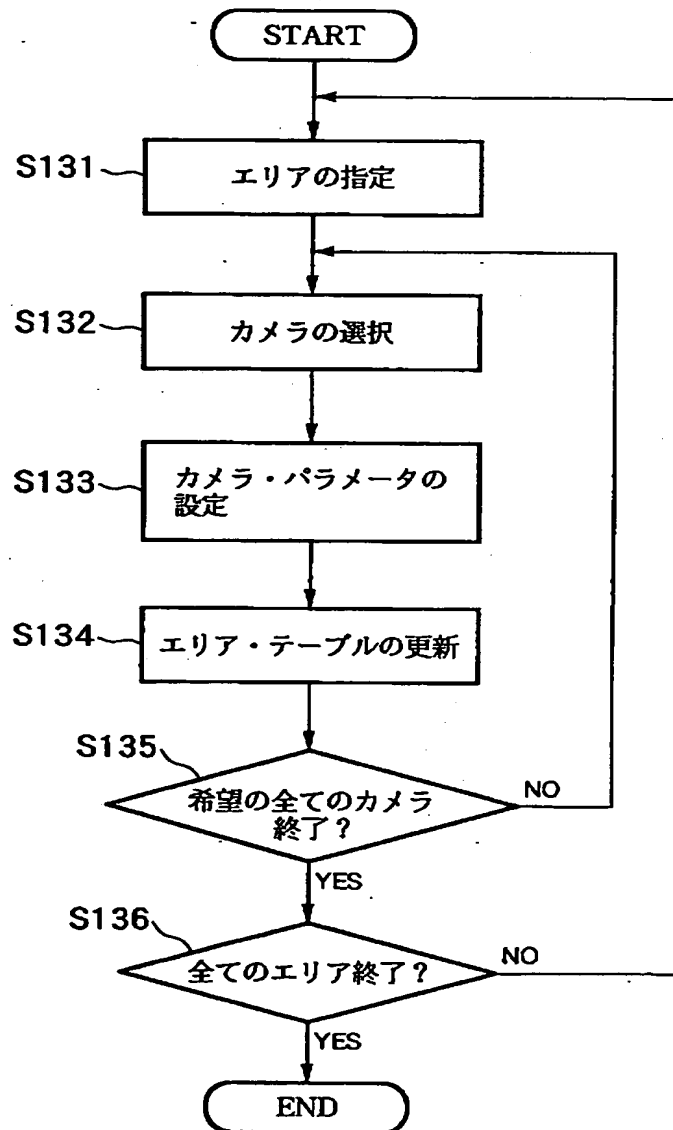 START
S131
エリアの指定
S132
カメラの選択
S133
カメラ・パラメータの
設定
S134
エリア・テーブルの更新
S135
希望の全てのカメラ
終了？
NO
YES
S136
全てのエリア終了？
NO
YES
END